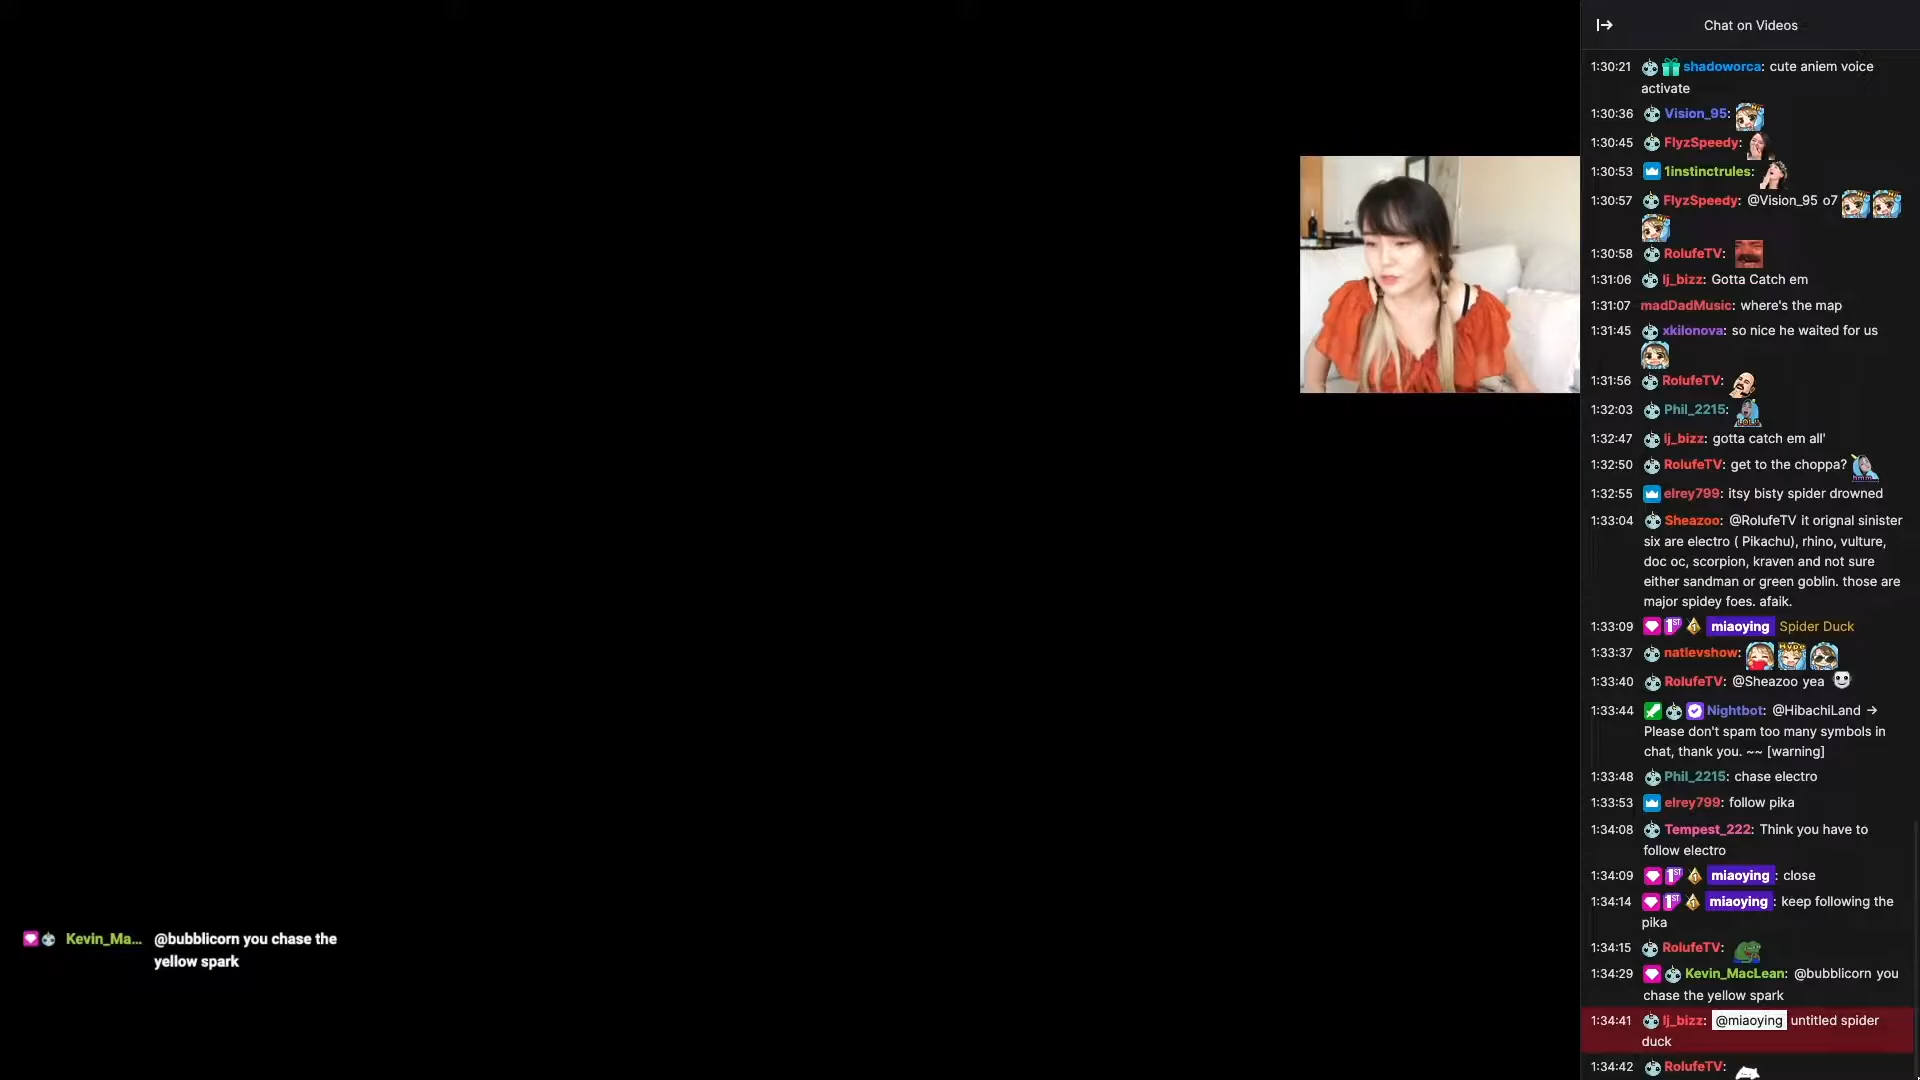 Chat on Videos
1:30:21 shadoworca: cute aniem voice
activate
1:30:36 Vision_95:
1:30:45 FlyzSpeedy:
1:30:53 1instinctrules:
1:30:57 FlyzSpeedy: @Vision_95 o7
1:30:58 RolufeTV:
1:31:06 lj_bizz: Gotta Catch em
1:31:07 madDadMusic: where's the map
1:31:45 xkilonova: so nice he waited for us
1:31:56 RolufeTV:
1:32:03 Phil_2215:
1:32:47 lj_bizz: gotta catch em all'
1:32:50 RolufeTV: get to the choppa?
1:32:55 elrey799: itsy bisty spider drowned
1:33:04 Sheazoo: @RolufeTV it orignal sinister
six are electro ( Pikachu), rhino, vulture,
doc oc, scorpion, kraven and not sure
either sandman or green goblin. those are
major spidey foes. afaik.
1:33:09 1ST miaoying Spider Duck
1:33:37 natlevshow:
1:33:40 RolufeTV: @Sheazoo yea
1:33:44 Nightbot: @HibachiLand →
Please don't spam too many symbols in
chat, thank you. ~~ [warning]
1:33:48 Phil_2215: chase electro
1:33:53 elrey799: follow pika
1:34:08 Tempest_222: Think you have to
follow electro
1:34:09 1ST miaoying : close
1:34:14 1ST miaoying : keep following the
pika
1:34:15 RolufeTV:
1:34:29 Kevin_MacLean: @bubblicorn you
chase the yellow spark
1:34:41 lj_bizz: @miaoying untitled spider
duck
1:34:42 RolufeTV:
Kevin_Ma... @bubblicorn you chase the
yellow spark